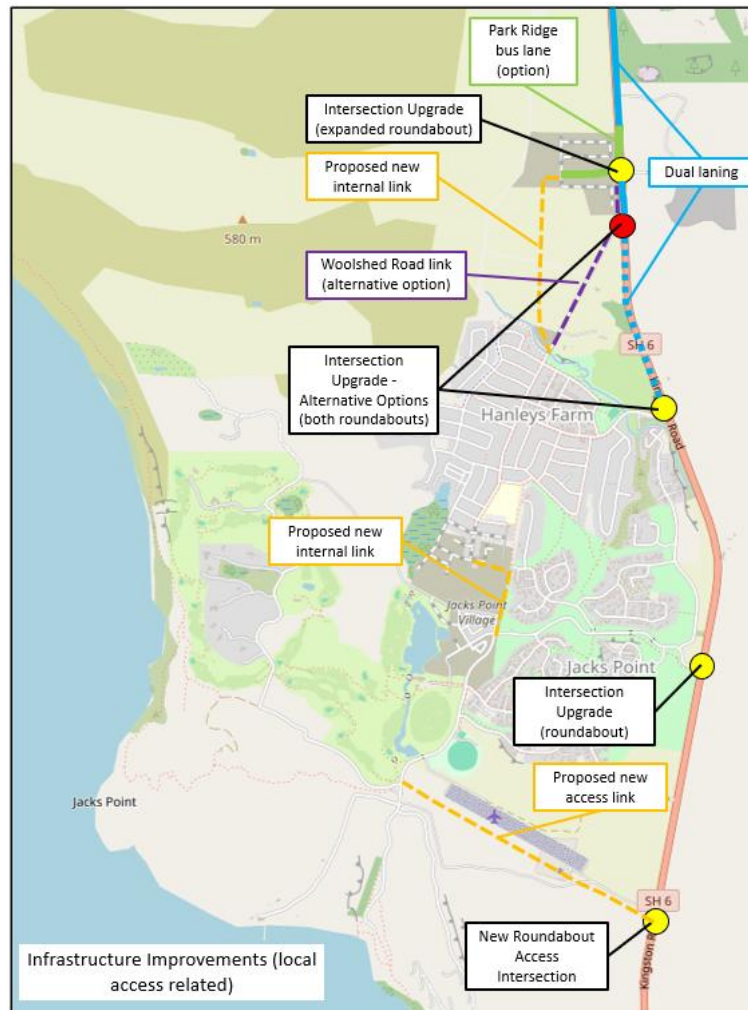 Park Ridge
bus lane
(option)
Intersection Upgrade
(expanded roundabout)
Proposed new
internal link
Dual laning
580 m
Woolshed Road link
(alternative option)
SH 6
Intersection
Upgrade -
Alternative Options
(both roundabouts)
Hanleys Farm
Road
Proposed new
internal link
Jacks Point
Village
Jacks Point
Intersection
Upgrade
(roundabout)
Proposed new
access link
Jacks Point
SH 6
New Roundabout
Access
Intersection
Kingston R
Infrastructure Improvements (local
access related)